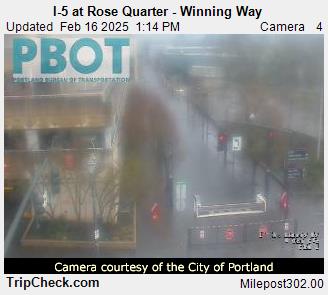 I-5 at Rose Quarter - Winning Way
Updated Feb 16 2025 1:14 PM Camera 4
PBOT
PORTLAND BUREAU OF TRANSPORTATION
Camera courtesy of the City of Portland
TripCheck.com Milepost302.00